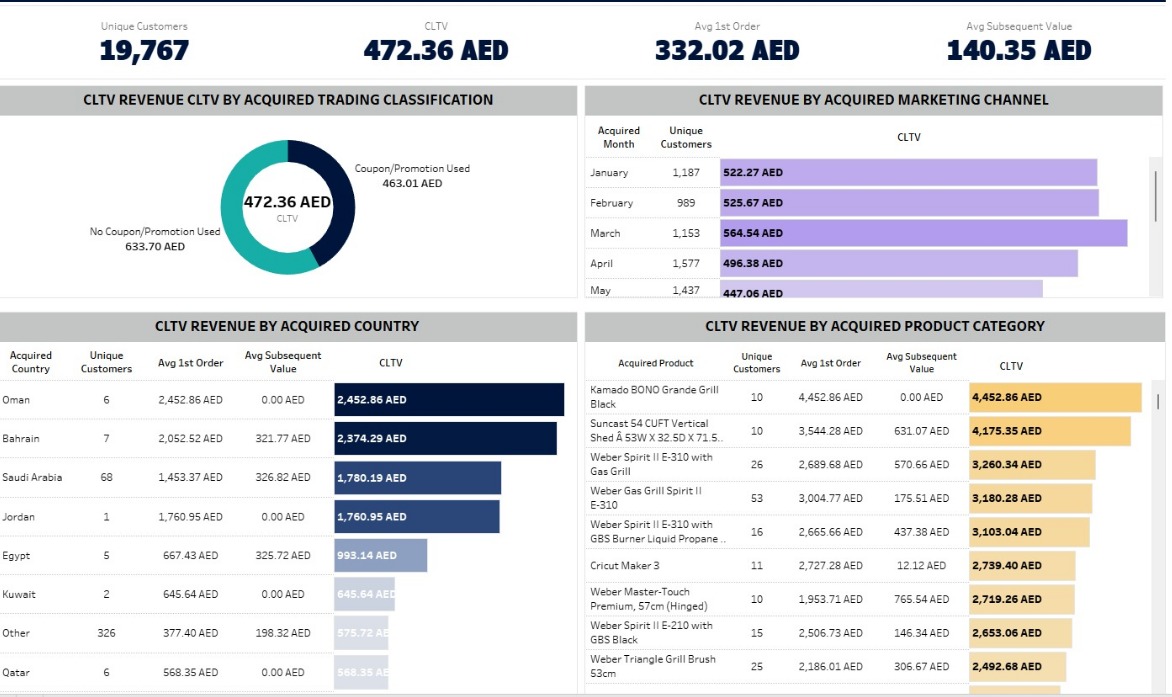 Unique Customers
19,767
CLTV
472.36 AED
Avg 1st Order
332.02 AED
Avg Subsequent Value
140.35 AED
CLTV REVENUE CLTV BY ACQUIRED TRADING CLASSIFICATION
Coupon/Promotion Used
463.01 AED
472.36 AED
CLTV
No Coupon/Promotion Used
633.70 AED
CLTV REVENUE BY ACQUIRED MARKETING CHANNEL
Acquired Month Unique Customers CLTV
January 1,187 522.27 AED
February 989 525.67 AED
March 1,153 564.54 AED
April 1,577 496.38 AED
May 1,437 447.06 AED
CLTV REVENUE BY ACQUIRED COUNTRY
Acquired Country Unique Customers Avg 1st Order Avg Subsequent Value CLTV
Oman 6 2,452.86 AED 0.00 AED 2,452.86 AED
Bahrain 7 2,052.52 AED 321.77 AED 2,374.29 AED
Saudi Arabia 68 1,453.37 AED 326.82 AED 1,780.19 AED
Jordan 1 1,760.95 AED 0.00 AED 1,760.95 AED
Egypt 5 667.43 AED 325.72 AED 993.14 AED
Kuwait 2 645.64 AED 0.00 AED 645.64 AED
Other 326 377.40 AED 198.32 AED 575.72 AE
Qatar 6 568.35 AED 0.00 AED 568.35 AE
CLTV REVENUE BY ACQUIRED PRODUCT CATEGORY
Acquired Product Unique Customers Avg 1st Order Avg Subsequent Value CLTV
Kamado BONO Grande Grill
Black 10 4,452.86 AED 0.00 AED 4,452.86 AED
Suncast 54 CUFT Vertical
Shed Â 53W X 32.5D X 71.5.. 10 3,544.28 AED 631.07 AED 4,175.35 AED
Weber Spirit II E-310 with
Gas Grill 26 2,689.68 AED 570.66 AED 3,260.34 AED
Weber Gas Grill Spirit II
E-310 53 3,004.77 AED 175.51 AED 3,180.28 AED
Weber Spirit II E-310 with
GBS Burner Liquid Propane .. 16 2,665.66 AED 437.38 AED 3,103.04 AED
Cricut Maker 3 11 2,727.28 AED 12.12 AED 2,739.40 AED
Weber Master-Touch
Premium, 57cm (Hinged) 10 1,953.71 AED 765.54 AED 2,719.26 AED
Weber Spirit II E-210 with
GBS Black 15 2,506.73 AED 146.34 AED 2,653.06 AED
Weber Triangle Grill Brush
53cm 25 2,186.01 AED 306.67 AED 2,492.68 AED